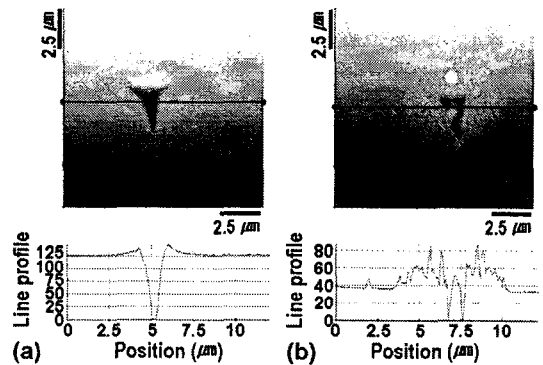 2.5 μm
2.5 μm
2.5 μm
2.5 μm
Line profile
125
100
75
50
25
0
0 2.5 5 7.5 10
(a) Position (μm)
Line profile
80
60
40
20
0
0 2.5 5.0 7.5 10
(b) Position (μm)